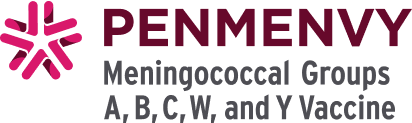 PENMENVY
Meningococcal Groups
A, B, C, W, and Y Vaccine